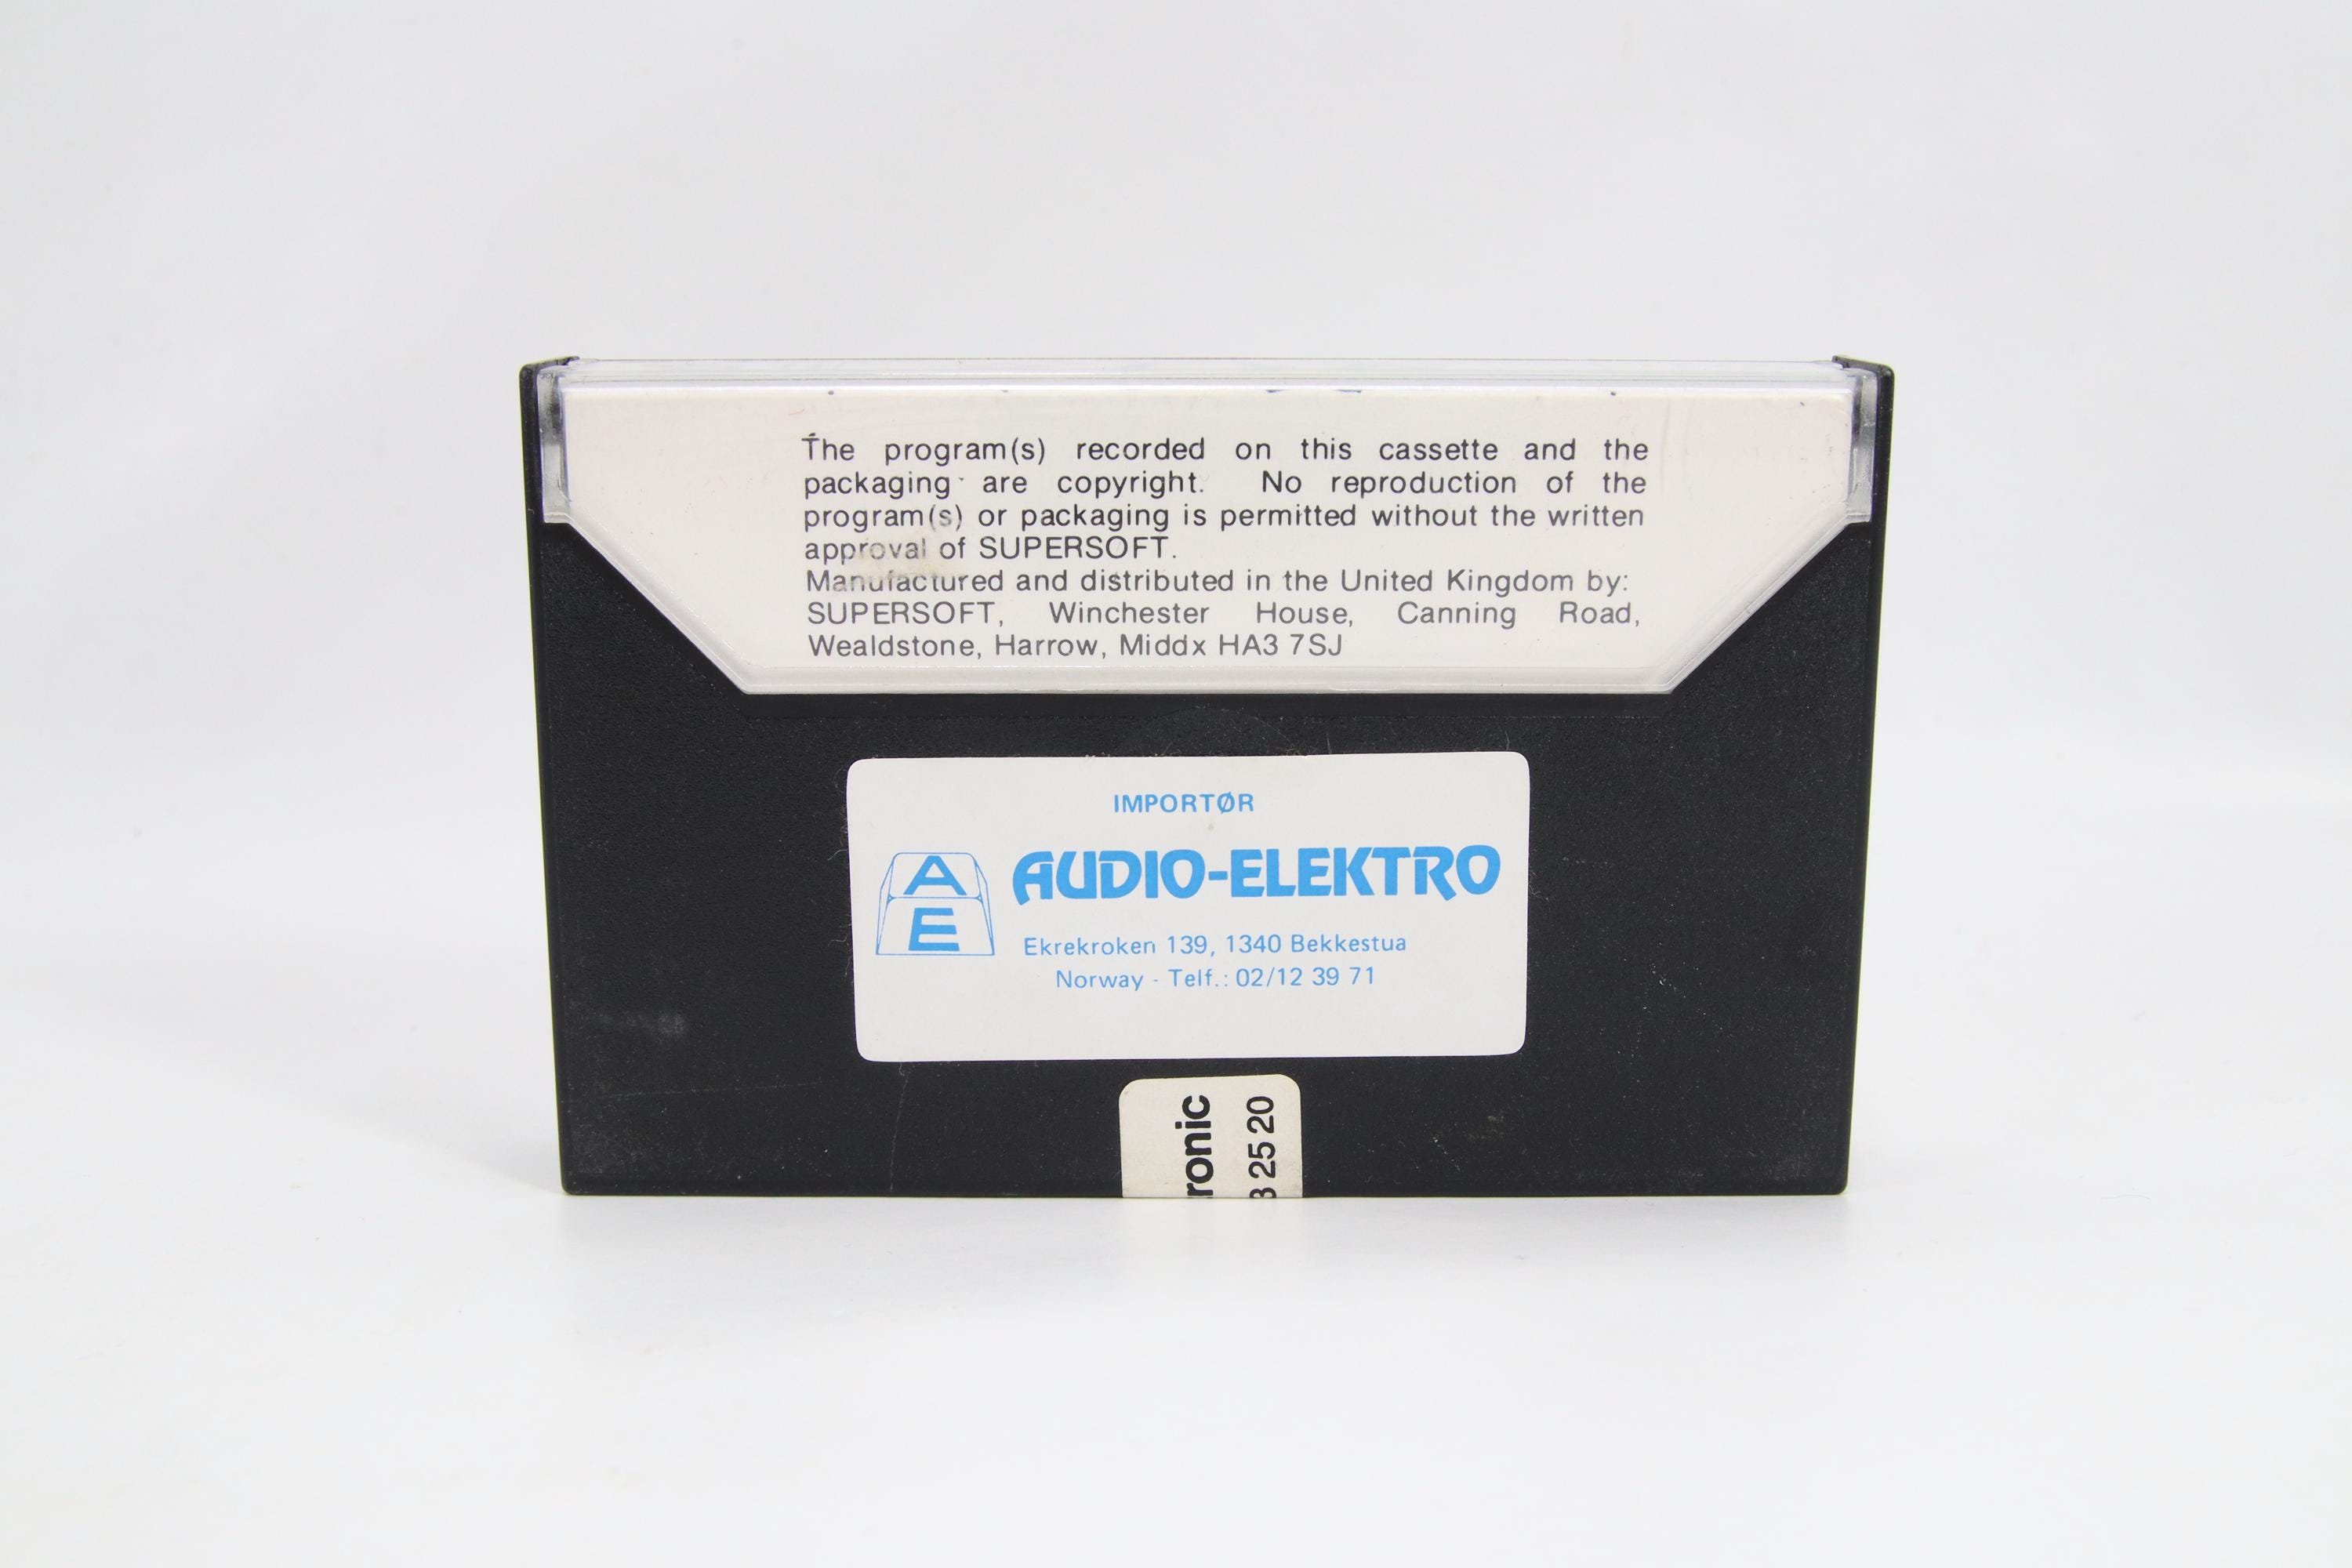 The program(s) recorded on this cassette and the
packaging are copyright. No reproduction of the
program(s) or packaging is permitted without the written
approval of SUPERSOFT.
Manufactured and distributed in the United Kingdom by:
SUPERSOFT, Winchester House, Canning Road,
Wealdstone, Harrow, Middx HA3 7SJ
IMPORTØR
A
E
AUDIO-ELEKTRO
Ekrekroken 139, 1340 Bekkestua
Norway - Telf.: 02/12 39 71
ronic
25 20